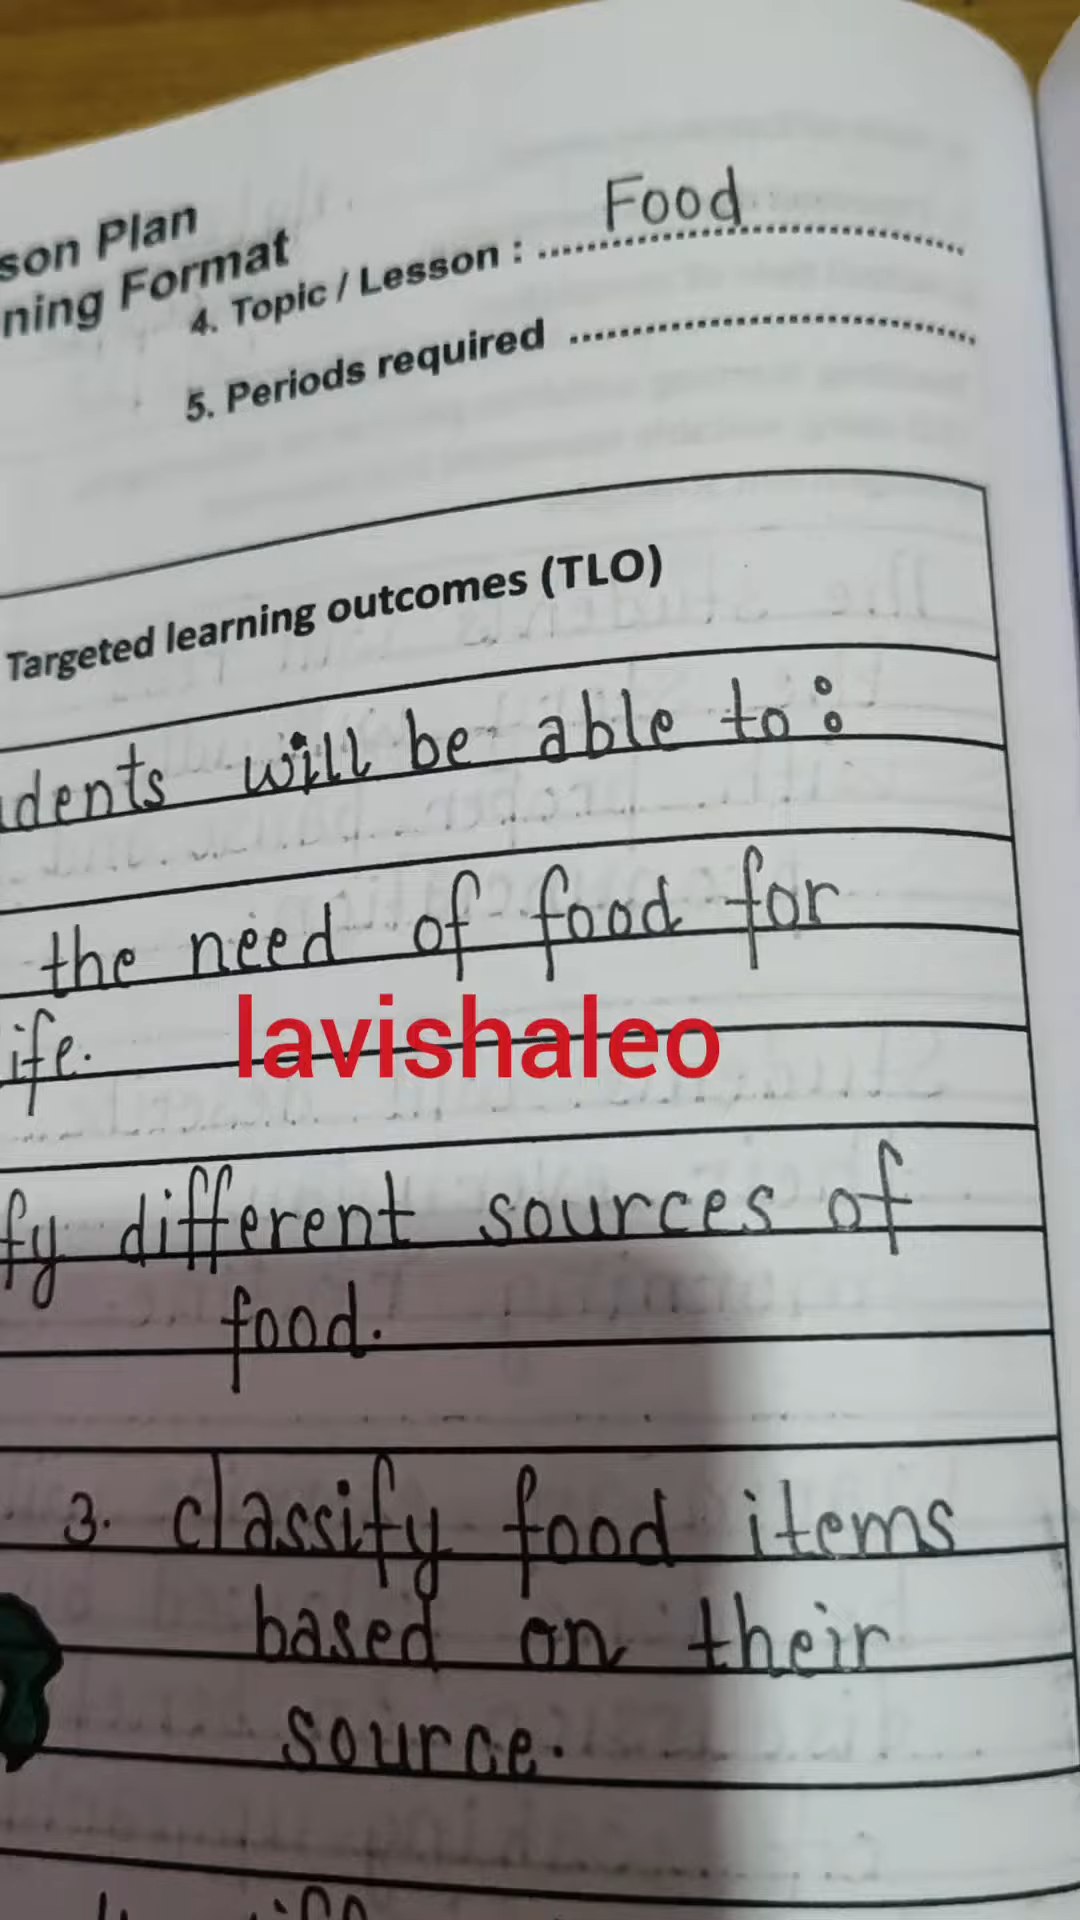 son Plan
ning Format
4. Topic / Lesson : Food
5. Periods required
Targeted learning outcomes (TLO)
dents will be able to:
the need of food for
ife.
lavishaleo
fy different sources of
food.
3. classify food items
based on their
source.